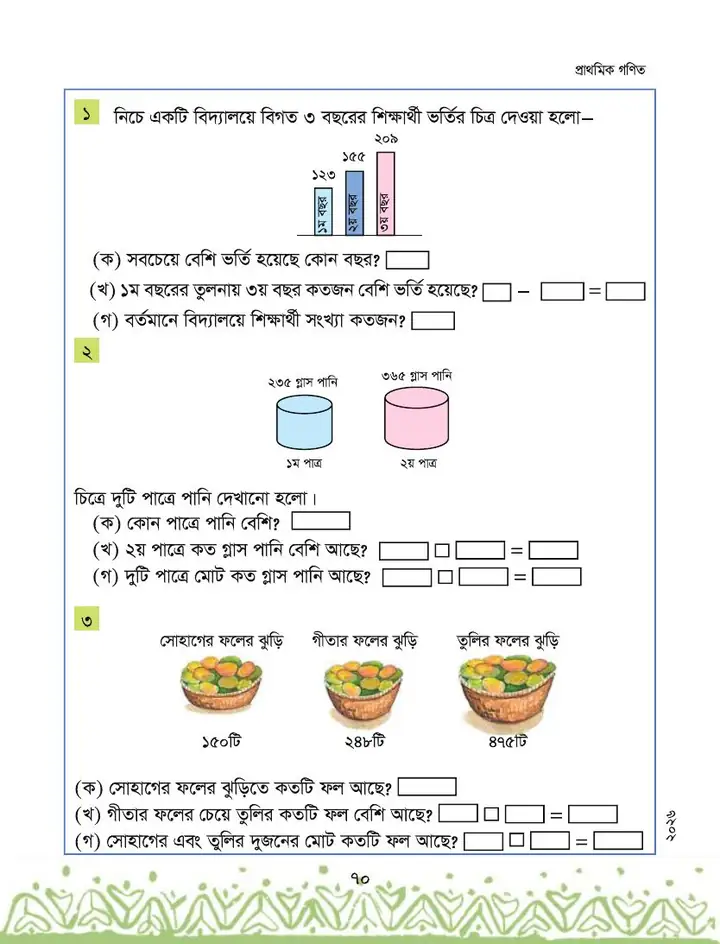 প্রাথমিক গণিত
১ নিচে একটি বিদ্যালয়ে বিগত ৩ বছরের শিক্ষার্থী ভর্তির চিত্র দেওয়া হলো–
২০৯
১৫৫
১২৩
১ম বছর ২য় বছর ৩য় বছর
(ক) সবচেয়ে বেশি ভর্তি হয়েছে কোন বছর?
(খ) ১ম বছরের তুলনায় ৩য় বছর কতজন বেশি ভর্তি হয়েছে? – =
(গ) বর্তমানে বিদ্যালয়ে শিক্ষার্থী সংখ্যা কতজন?
২
২৩৫ গ্লাস পানি ৩৬৫ গ্লাস পানি
১ম পাত্র ২য় পাত্র
চিত্রে দুটি পাত্রে পানি দেখানো হলো।
(ক) কোন পাত্রে পানি বেশি?
(খ) ২য় পাত্রে কত গ্লাস পানি বেশি আছে? =
(গ) দুটি পাত্রে মোট কত গ্লাস পানি আছে? =
৩
সোহাগের ফলের ঝুড়ি গীতার ফলের ঝুড়ি তুলির ফলের ঝুড়ি
১৫০টি ২৪৮টি ৪৭৫টি
(ক) সোহাগের ফলের ঝুড়িতে কতটি ফল আছে?
(খ) গীতার ফলের চেয়ে তুলির কতটি ফল বেশি আছে? =
(গ) সোহাগের এবং তুলির দুজনের মোট কতটি ফল আছে? =
২০২৬
৭০